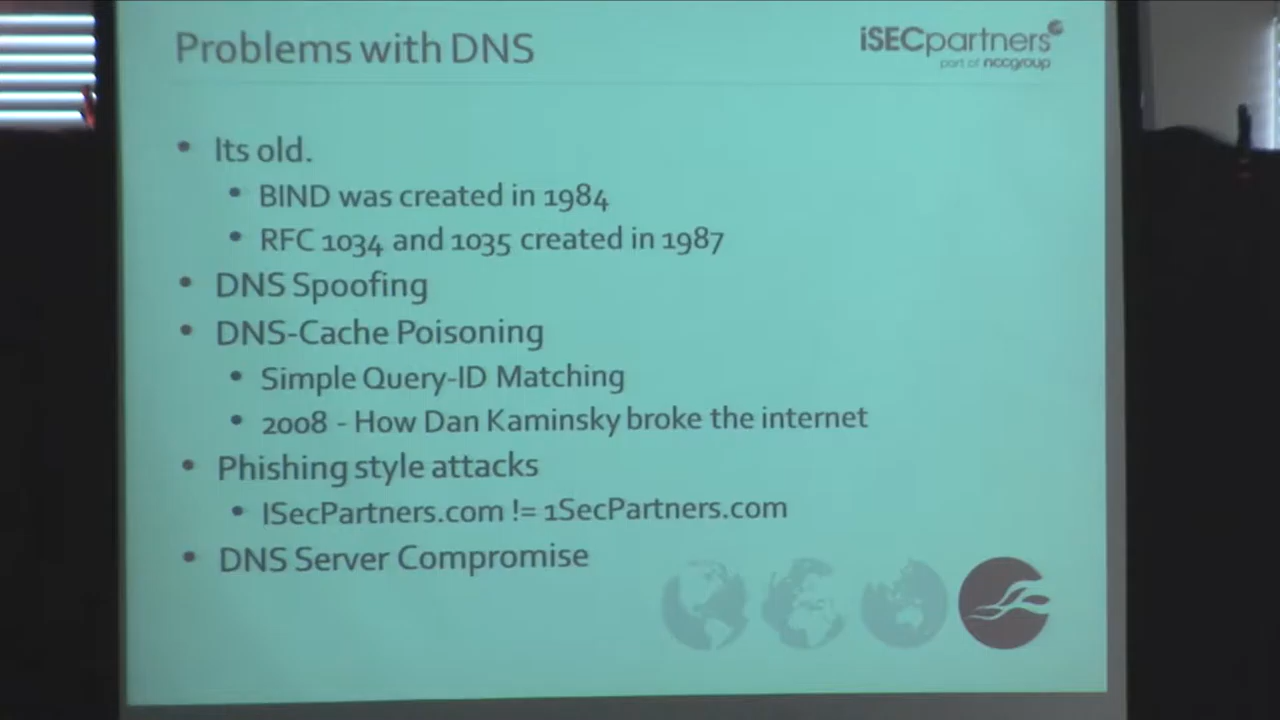 Problems with DNS
iSECpartners
part of nccgroup
• Its old.
• BIND was created in 1984
• RFC 1034 and 1035 created in 1987
• DNS Spoofing
• DNS-Cache Poisoning
• Simple Query-ID Matching
• 2008 - How Dan Kaminsky broke the internet
• Phishing style attacks
• ISecPartners.com != 1SecPartners.com
• DNS Server Compromise